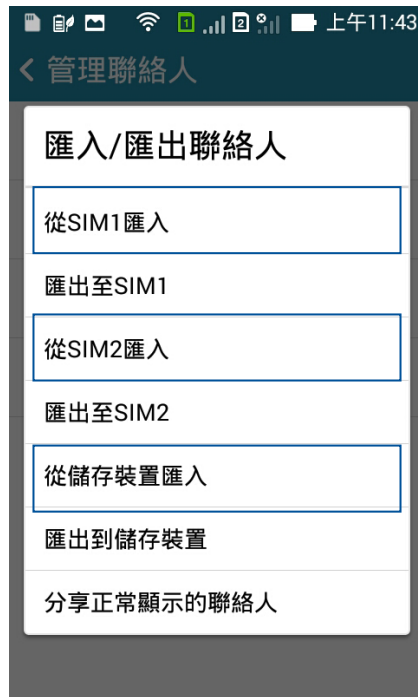 1 2 上午11:43
管理聯絡人
匯入/匯出聯絡人
從SIM1匯入
匯出至SIM1
從SIM2匯入
匯出至SIM2
從儲存裝置匯入
匯出到儲存裝置
分享正常顯示的聯絡人